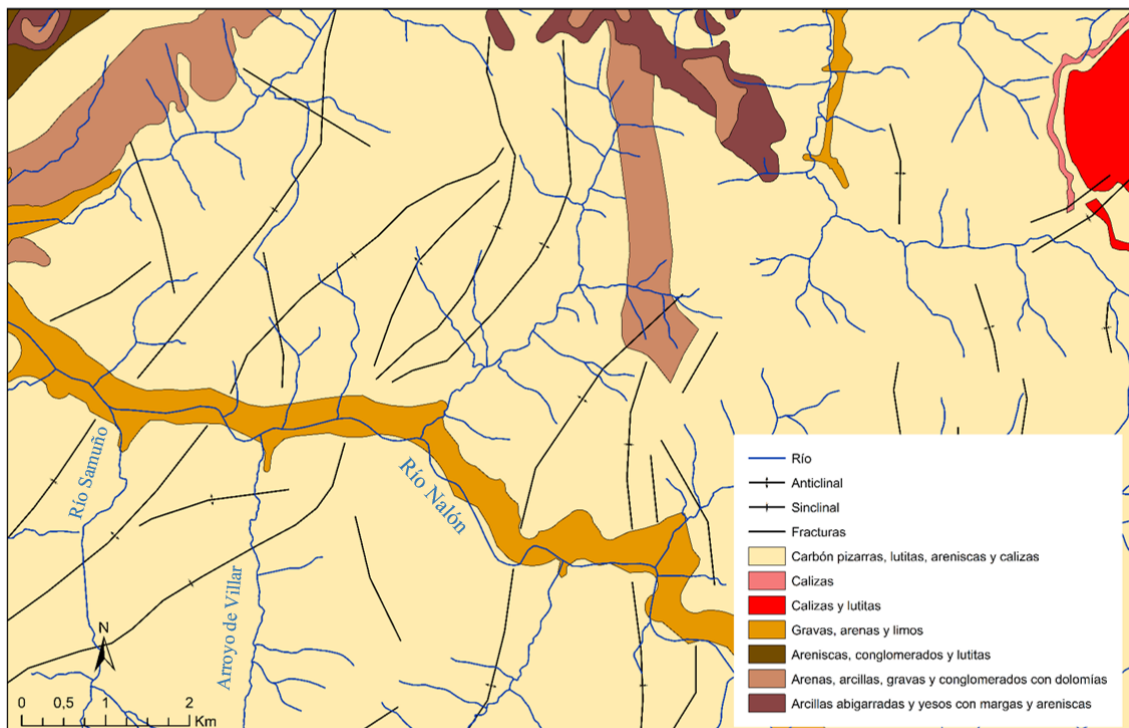 Río Samuño
Arroyo de Villar
Río Nalón
N
0 0,5 1 2
Km
Río
Anticlinal
Sinclinal
Fracturas
Carbón pizarras, lutitas, areniscas y calizas
Calizas
Calizas y lutitas
Gravas, arenas y limos
Areniscas, conglomerados y lutitas
Arenas, arcillas, gravas y conglomerados con dolomías
Arcillas abigarradas y yesos con margas y areniscas